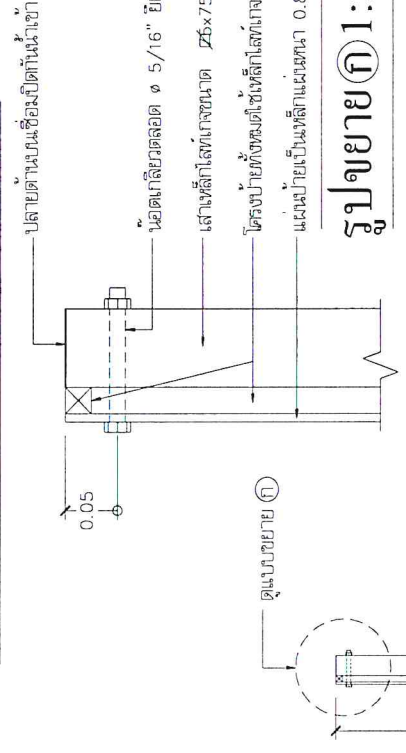 ปลายด้านบนเชื่อมปิดกันน้ำเข้า
น๊อตเกลียวตลอด ø 5/16" ยึ
เสาเหล็กไลท์เกจขนาด 75x75
โครงป้ายทั้งหมดใช้เหล็กไลท์เกจ
แผ่นป้ายเป็นเหล็กแผ่นหนา 0.8
0.05
รูปขยาย ก 1:
ดูแบบขยาย ก